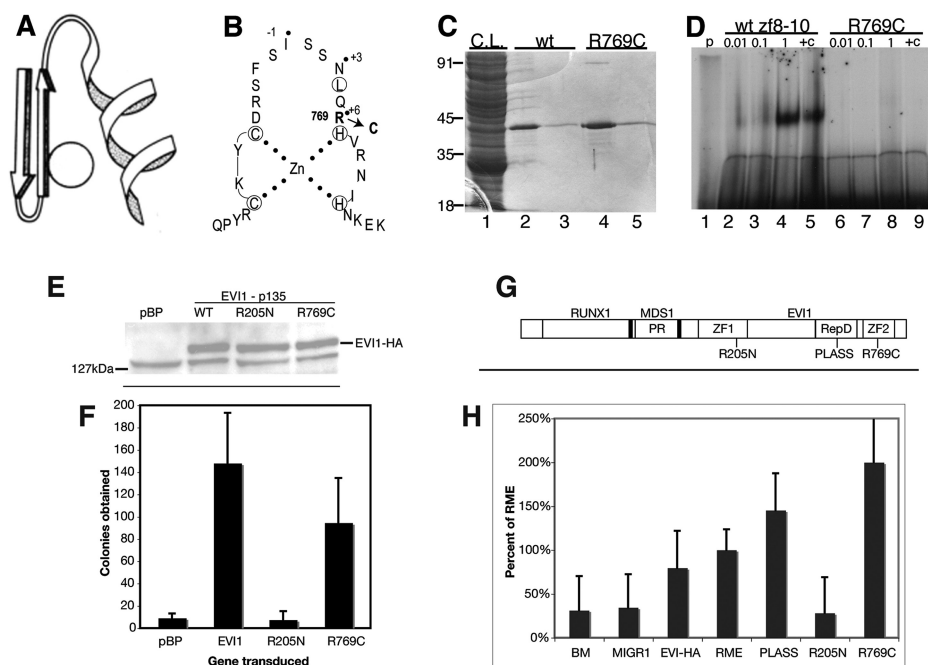 A
B
-1
S I S S S
F N +3
S L
R Q
D R +6
769
C H C
Y V
R
Zn N
K I
C H
QPYR NKEK
C
C.L. wt R769C
91
45
35
18
1 2 3 4 5
D
wt zf8-10 R769C
p 0.01 0.1 1 +c 0.01 0.1 1 +c
1 2 3 4 5 6 7 8 9
E
EVI1 - p135
pBP WT R205N R769C
EVI1-HA
127kDa
F
Colonies obtained
200
180
160
140
120
100
80
60
40
20
0
pBP EVI1 R205N R769C
Gene transduced
G
RUNX1 MDS1 EVI1
PR ZF1 RepD ZF2
R205N PLASS R769C
H
Percent of RME
250%
200%
150%
100%
50%
0%
BM MIGR1 EVI-HA RME PLASS R205N R769C